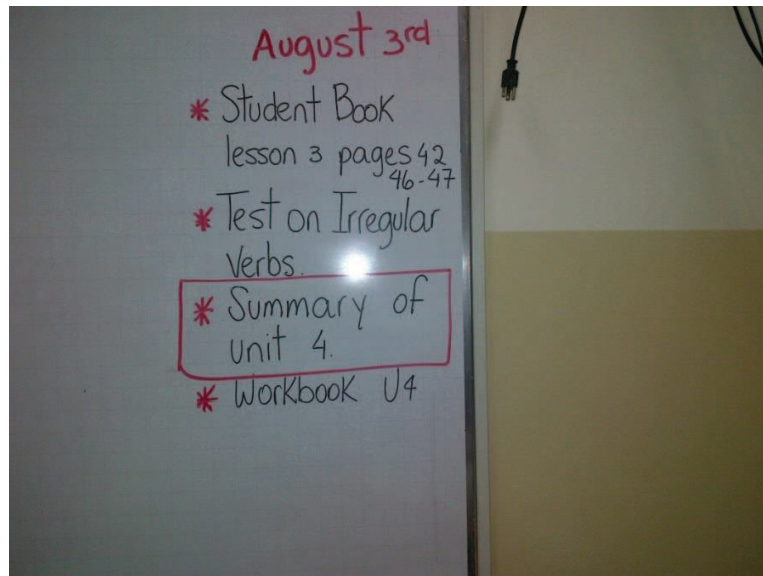 August 3rd
* Student Book
lesson 3 pages 42
46-47
* Test on Irregular
Verbs.
* Summary of
unit 4.
* Workbook U4